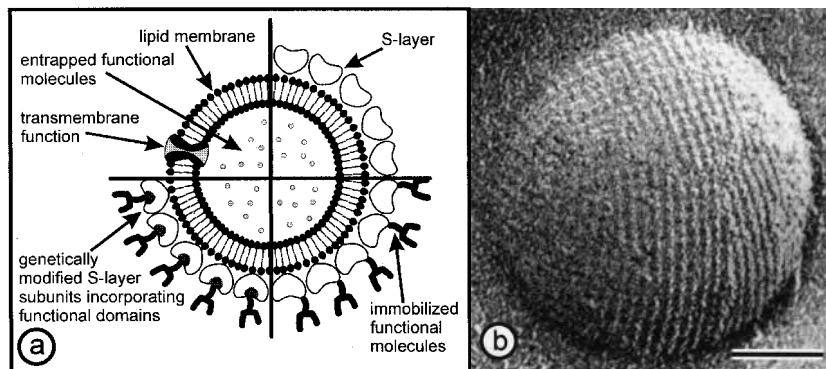 lipid membrane
S-layer
entrapped functional
molecules
transmembrane
function
genetically
modified S-layer
subunits incorporating
functional domains
immobilized
functional
molecules
a
b